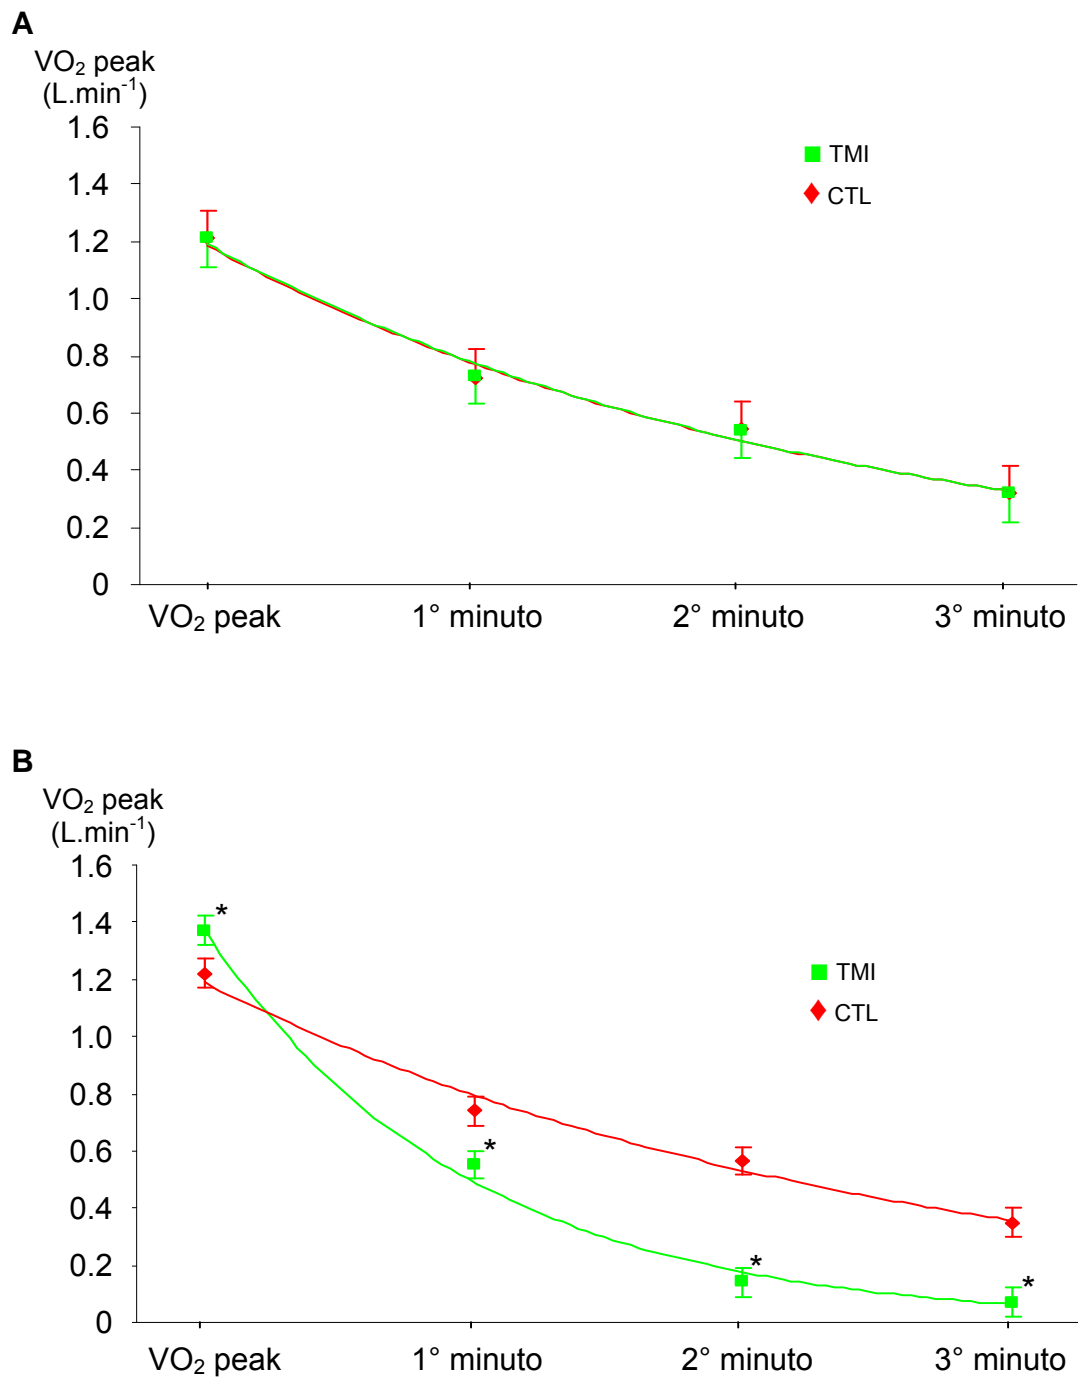 A
VO₂ peak
(L.min⁻¹)
1.6
1.4
1.2
1.0
0.8
0.6
0.4
0.2
0
TMI
CTL
VO₂ peak 1° minuto 2° minuto 3° minuto
B
VO₂ peak
(L.min⁻¹)
1.6
1.4
1.2
1.0
0.8
0.6
0.4
0.2
0
*
*
*
*
TMI
CTL
VO₂ peak 1° minuto 2° minuto 3° minuto